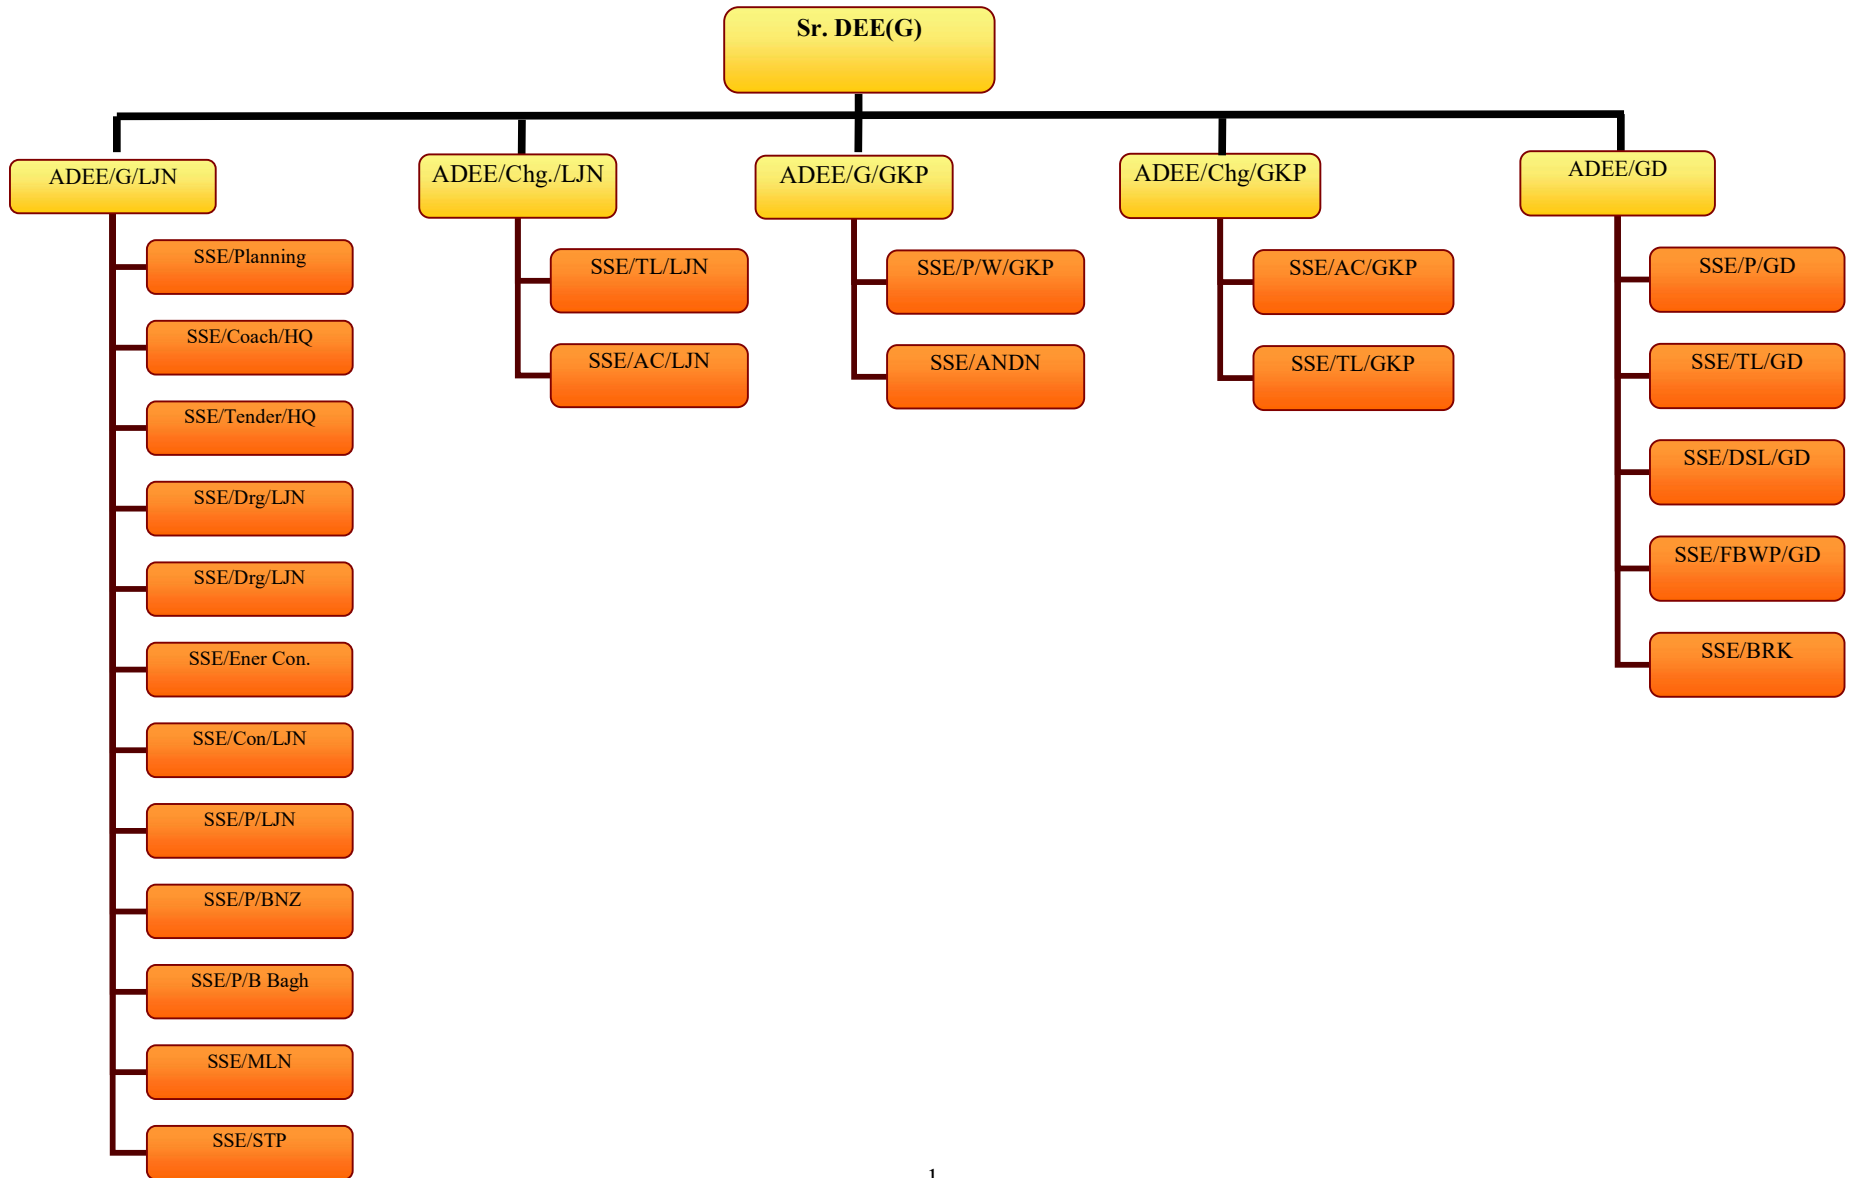 Sr. DEE(G)
ADEE/G/LJN
ADEE/Chg./LJN
ADEE/G/GKP
ADEE/Chg/GKP
ADEE/GD
SSE/Planning
SSE/Coach/HQ
SSE/Tender/HQ
SSE/Drg/LJN
SSE/Drg/LJN
SSE/Ener Con.
SSE/Con/LJN
SSE/P/LJN
SSE/P/BNZ
SSE/P/B Bagh
SSE/MLN
SSE/STP
SSE/TL/LJN
SSE/AC/LJN
SSE/P/W/GKP
SSE/ANDN
SSE/AC/GKP
SSE/TL/GKP
SSE/P/GD
SSE/TL/GD
SSE/DSL/GD
SSE/FBWP/GD
SSE/BRK
1